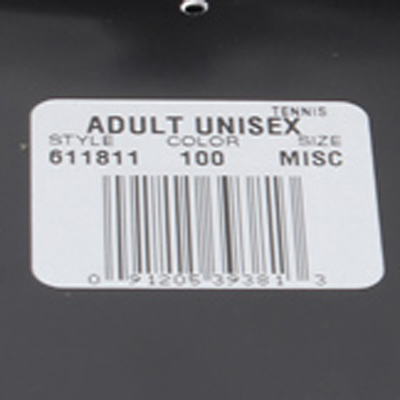 TENNIS
ADULT UNISEX
STYLE COLOR SIZE
611811 100 MISC
0 91205 39381 3